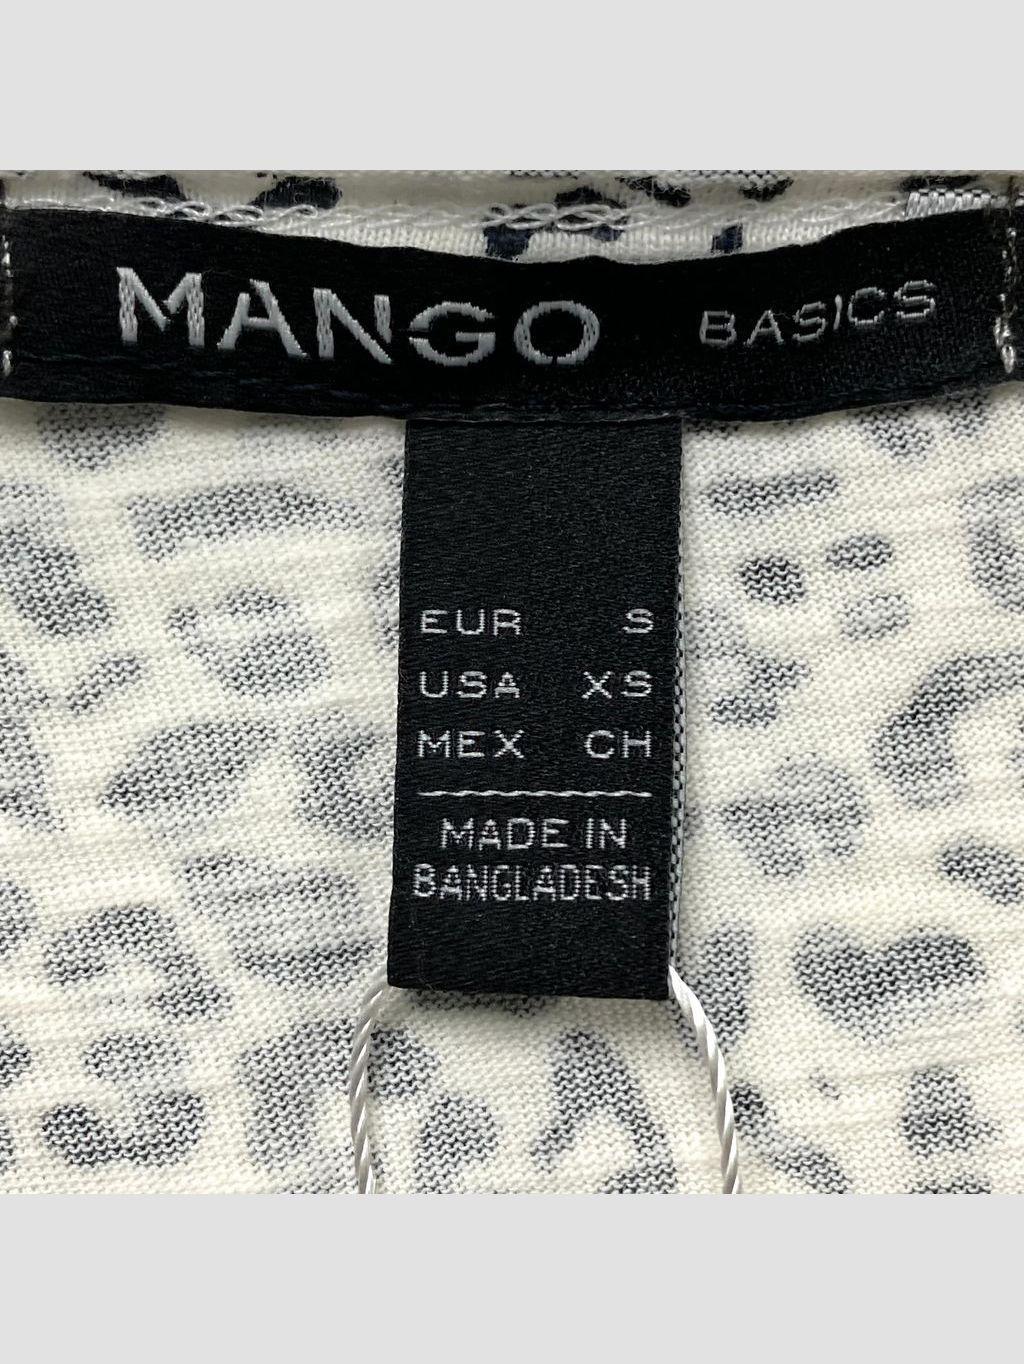 MANGO BASICS
EUR S
USA XS
MEX CH
MADE IN
BANGLADESH